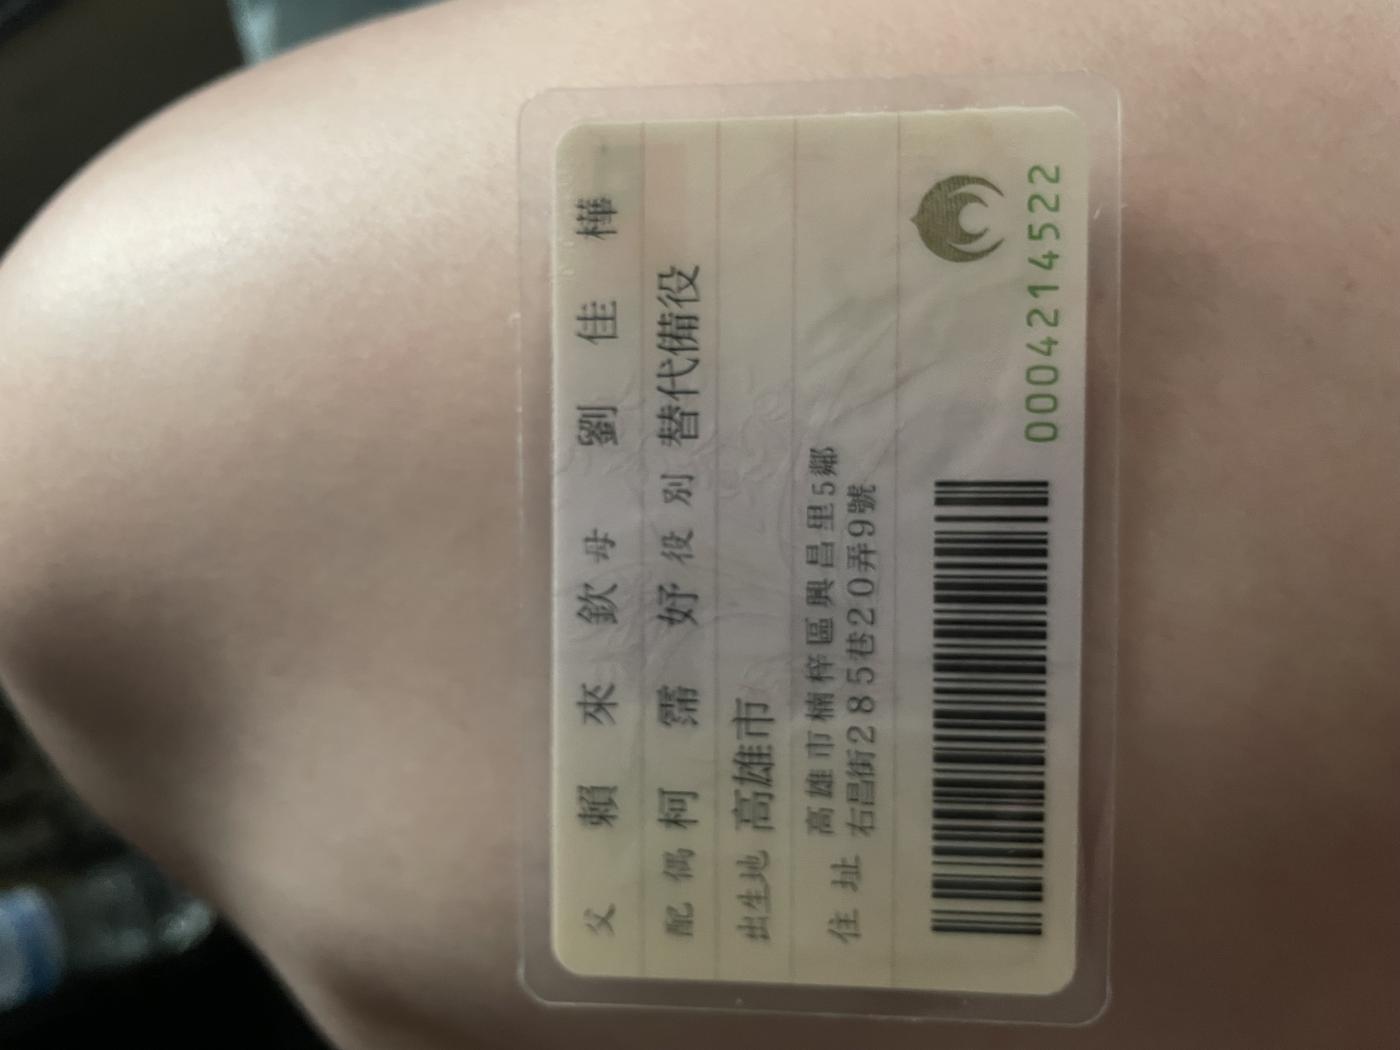 父 賴來欽 母 劉佳樺
配偶 柯霈妤 役別 替代備役
出生地 高雄市
住址 高雄市楠梓區興昌里5鄰
右昌街285巷20弄9號
0004214522